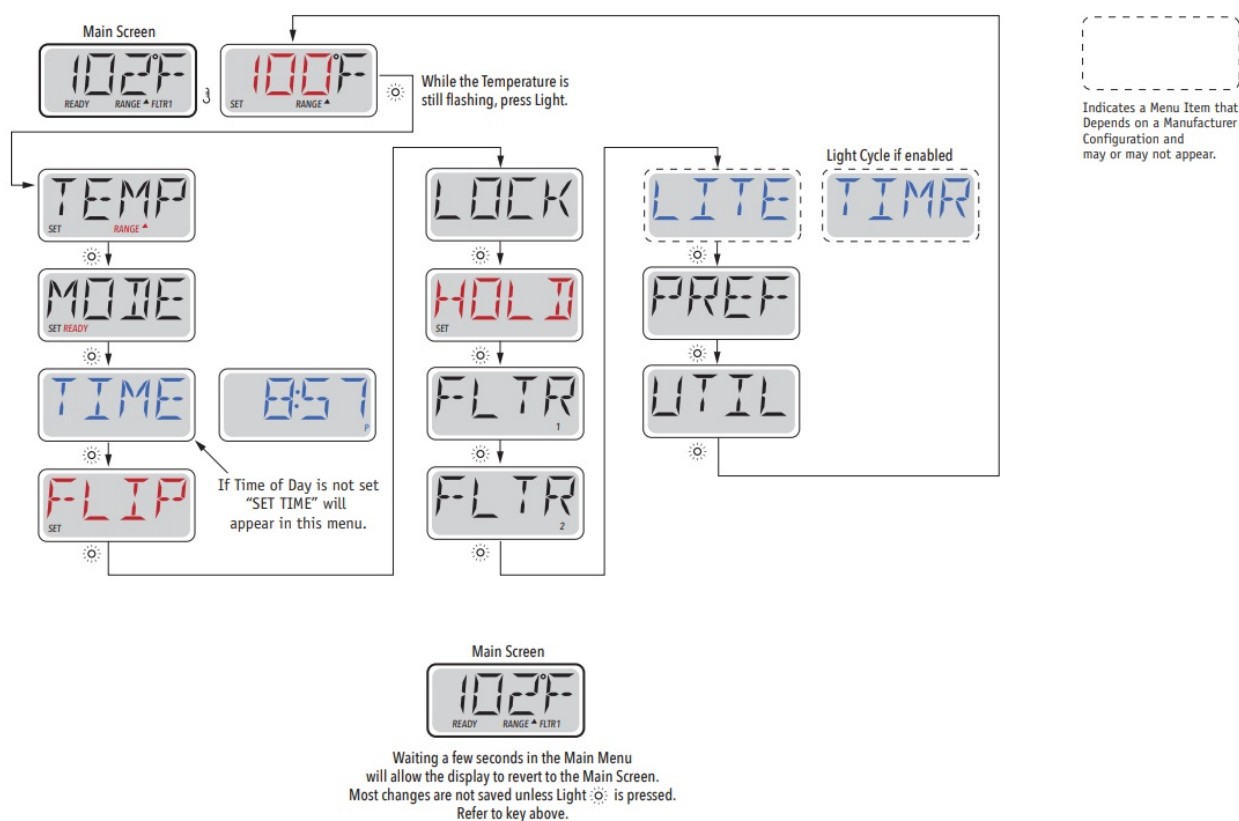 Main Screen
102°F
READY RANGE FLTR1
100°F
SET RANGE
While the Temperature is
still flashing, press Light.
Indicates a Menu Item that
Depends on a Manufacturer
Configuration and
may or may not appear.
TEMP
SET RANGE
MODE
SET READY
TIME
8:57
P
If Time of Day is not set
“SET TIME” will
appear in this menu.
FLIP
SET
LOCK
HOLD
SET
FLTR
1
FLTR
2
Light Cycle if enabled
LITE
TIMR
PREF
UTIL
Main Screen
102°F
READY RANGE FLTR1
Waiting a few seconds in the Main Menu
will allow the display to revert to the Main Screen.
Most changes are not saved unless Light is pressed.
Refer to key above.